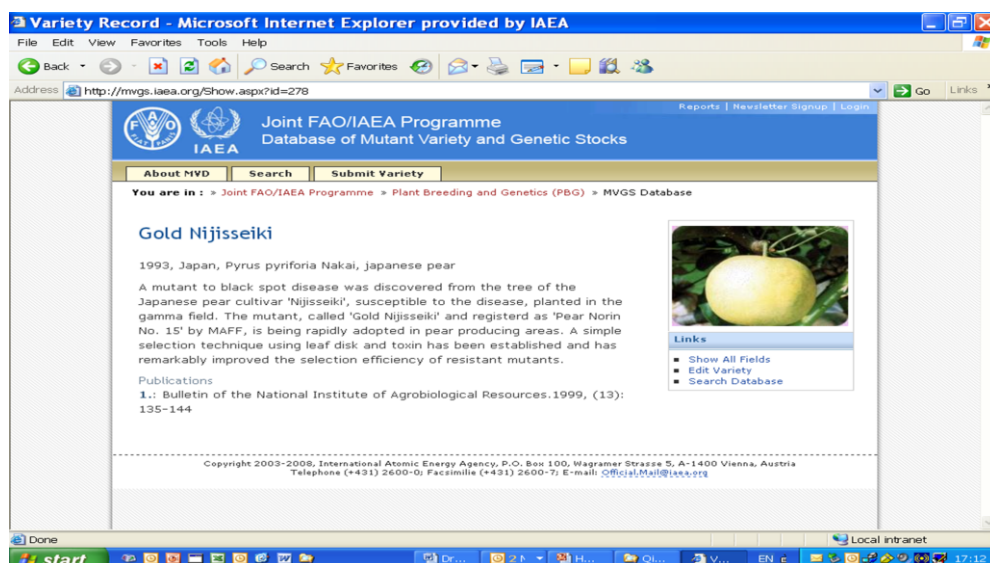 Variety Record - Microsoft Internet Explorer provided by IAEA
File Edit View Favorites Tools Help
Back Search Favorites
Address http://mvgs.iaea.org/Show.aspx?id=278 Go Links
Reports | Newsletter Signup | Login
FAO FIAT PANIS IAEA
Joint FAO/IAEA Programme
Database of Mutant Variety and Genetic Stocks
About MVD Search Submit Variety
You are in : » Joint FAO/IAEA Programme » Plant Breeding and Genetics (PBG) » MVGS Database
Gold Nijisseiki
1993, Japan, Pyrus pyriforia Nakai, japanese pear
A mutant to black spot disease was discovered from the tree of the
Japanese pear cultivar 'Nijisseiki', susceptible to the disease, planted in the
gamma field. The mutant, called 'Gold Nijisseiki' and registerd as 'Pear Norin
No. 15' by MAFF, is being rapidly adopted in pear producing areas. A simple
selection technique using leaf disk and toxin has been established and has
remarkably improved the selection efficiency of resistant mutants.
Publications
1.: Bulletin of the National Institute of Agrobiological Resources.1999, (13):
135-144
Links
Show All Fields
Edit Variety
Search Database
Copyright 2003-2008, International Atomic Energy Agency, P.O. Box 100, Wagramer Strasse 5, A-1400 Vienna, Austria
Telephone (+431) 2600-0; Facsimilie (+431) 2600-7; E-mail: Official.Mail@iaea.org
Done Local intranet
start Dr... 2 H... Qi... V... EN 17:12